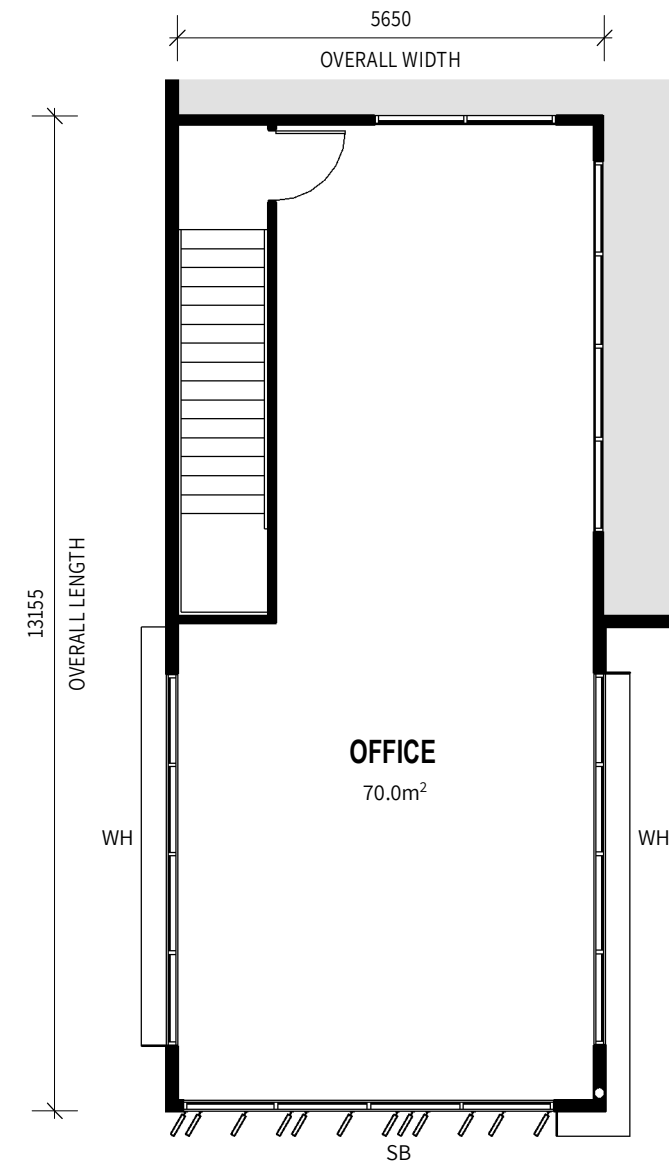 5650
OVERALL WIDTH
13155
OVERALL LENGTH
OFFICE
70.0m²
WH
WH
SB